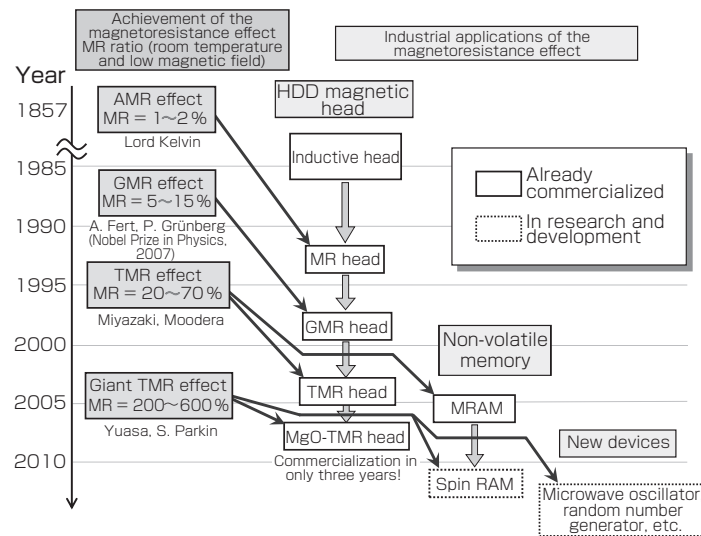 Achievement of the
magnetoresistance effect
MR ratio (room temperature
and low magnetic field)
Industrial applications of the
magnetoresistance effect
Year
1857
1985
1990
1995
2000
2005
2010
AMR effect
MR = 1～2 %
Lord Kelvin
GMR effect
MR = 5～15 %
A. Fert, P. Grünberg
(Nobel Prize in Physics,
2007)
TMR effect
MR = 20～70 %
Miyazaki, Moodera
Giant TMR effect
MR = 200～600 %
Yuasa, S. Parkin
HDD magnetic
head
Inductive head
MR head
GMR head
TMR head
MgO-TMR head
Commercialization in
only three years!
Already
commercialized
In research and
development
Non-volatile
memory
MRAM
Spin RAM
New devices
Microwave oscillator
random number
generator, etc.